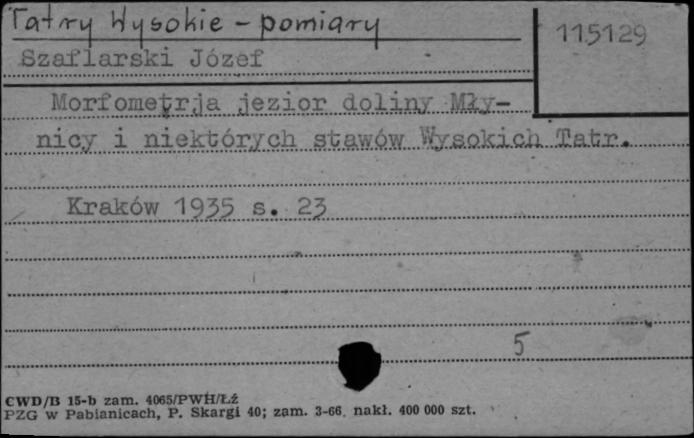 Tatry Wysokie - pomiary
115129
Szaflarski Józef
Morfometrja jezior doliny Mły-
nicy i niektórych stawów Wysokich Tatr.
Kraków 1935 s. 23
5
CWD/B 15-b zam. 4065/PWH/Łź
PZG w Pabianicach, P. Skargi 40; zam. 3-66. nakł. 400 000 szt.